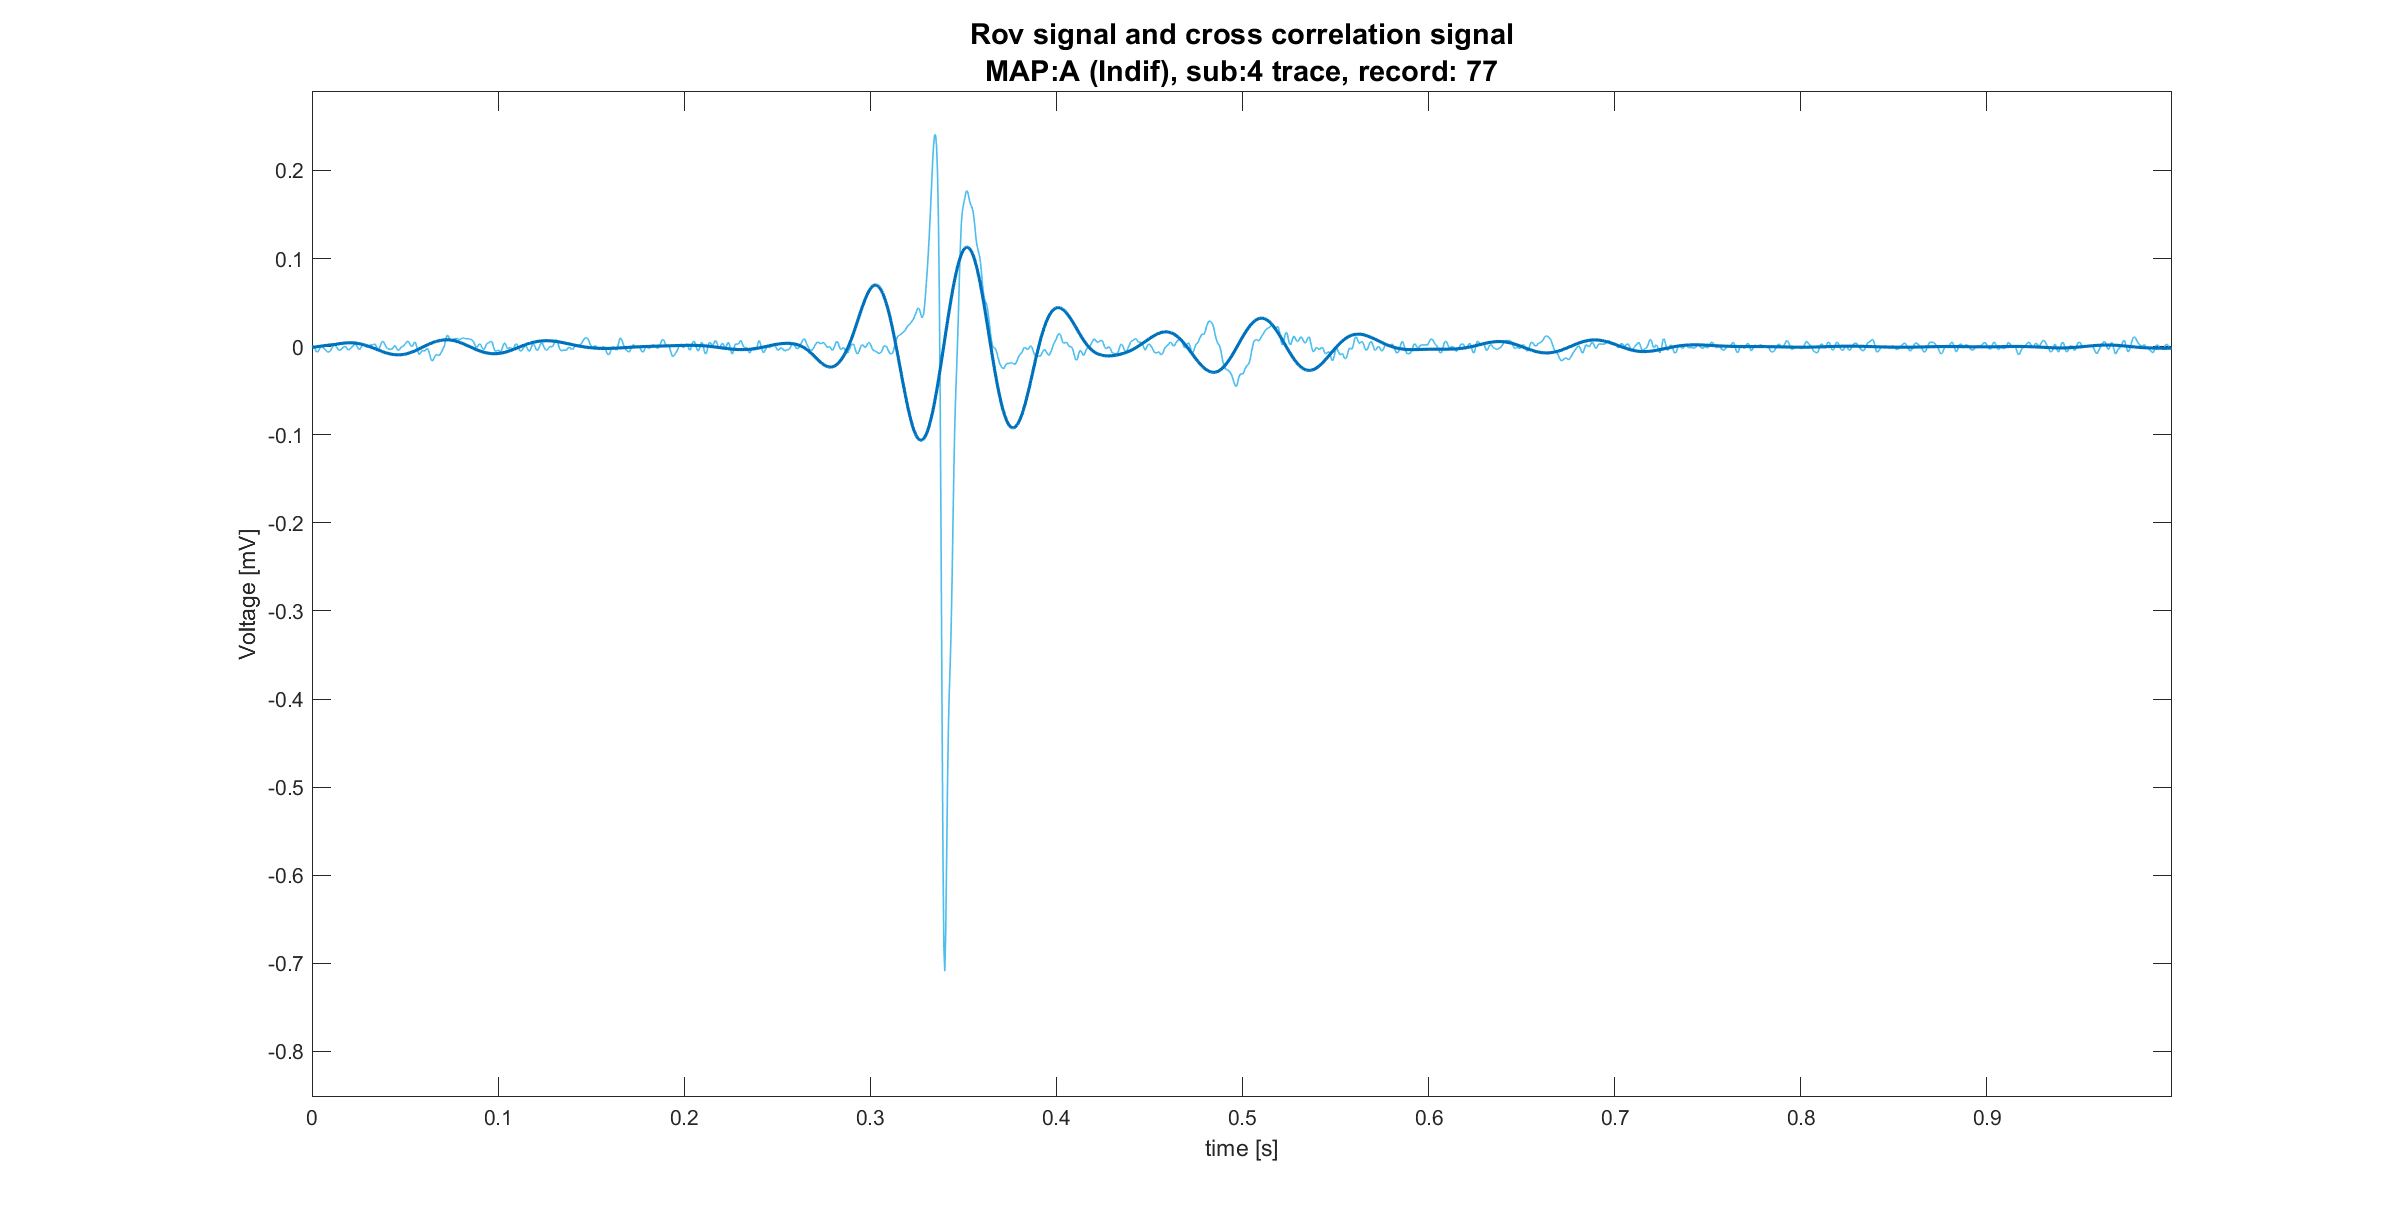 Rov signal and cross correlation signal
MAP:A (Indif), sub:4 trace, record: 77
0.2
0.1
0
-0.1
-0.2
-0.3
-0.4
-0.5
-0.6
-0.7
-0.8
Voltage [mV]
0 0.1 0.2 0.3 0.4 0.5 0.6 0.7 0.8 0.9
time [s]